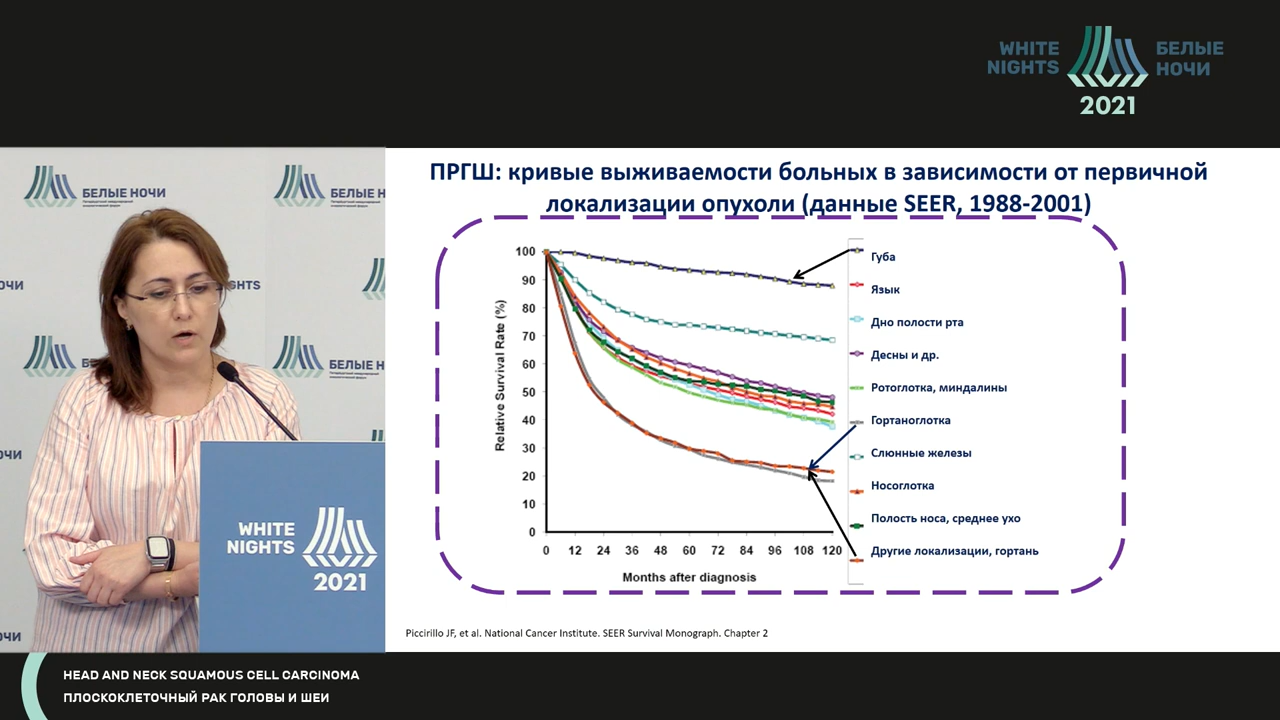 WHITE NIGHTS
БЕЛЫЕ НОЧИ
2021
БЕЛЫЕ НОЧИ
БЕЛЫЕ Н
ОЧИ
GHTS
БЕЛЫЕ Н
ОЧИ
ОЧИ
WHITE
NIGHTS
2021
ПРГШ: кривые выживаемости больных в зависимости от первичной
локализации опухоли (данные SEER, 1988-2001)
Relative Survival Rate (%)
100
90
80
70
60
50
40
30
20
10
0
0 12 24 36 48 60 72 84 96 108 120
Months after diagnosis
Губа
Язык
Дно полости рта
Десны и др.
Ротоглотка, миндалины
Гортаноглотка
Слюнные железы
Носоглотка
Полость носа, среднее ухо
Другие локализации, гортань
Piccirillo JF, et al. National Cancer Institute. SEER Survival Monograph. Chapter 2
HEAD AND NECK SQUAMOUS CELL CARCINOMA
ПЛОСКОКЛЕТОЧНЫЙ РАК ГОЛОВЫ И ШЕИ